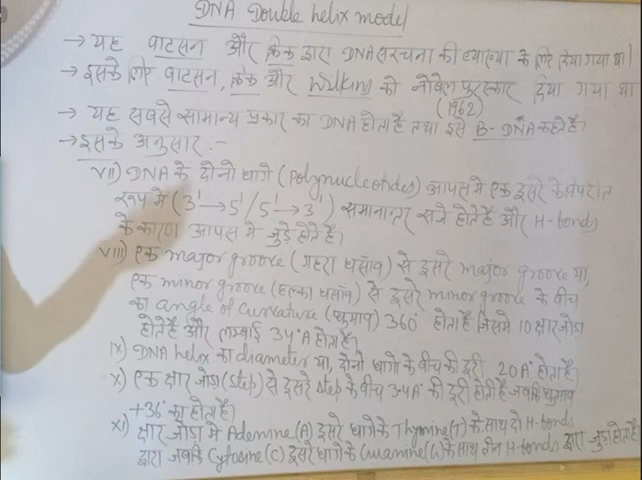 DNA Double helix model
→ यह वाटसन और क्रिक द्वारा DNA संरचना की व्याख्या के लिए दिया गया था।
→ इसके लिए वाटसन, क्रिक और Wilkins को नोबेल पुरस्कार दिया गया था
(1962)
→ यह सबसे सामान्य प्रकार का DNA होता है तथा इसे B-DNA कहते है।
→ इसके अनुसार :-
VII) DNA के दोनो धागे (Polynucleotides) आपस मे एक दूसरे के विपरीत
रूप मे (3'→5'/5'→3') समानान्तर सजे होते है और H-bonds
के कारण आपस मे जुड़े होते है।
VIII) एक major groove (गहरा धसाँव) से दूसरे major groove या,
एक minor groove (हल्का धसाँव) से दूसरे minor groove के बीच
का angle of curvature (घुमाव) 360° होता है जिसमे 10 क्षार जोडा
होते है और लम्बाई 34°A होता है।
IX) DNA helix का diameter या, दोनो धागो के बीच की दूरी 20A° होता है।
X) एक क्षार जोडा (Step) से दूसरे step के बीच 3.4A° की दूरी होती है जबकि घुमाव
+36° का होता है।
XI) क्षार जोडा मे Adenine (A) दूसरे धागे के Thymine (T) के साथ दो H-bonds
द्वारा जबकि Cytosine (C) दूसरे धागे के Guanine (G) के साथ तीन H-bonds द्वारा जुडा होता है